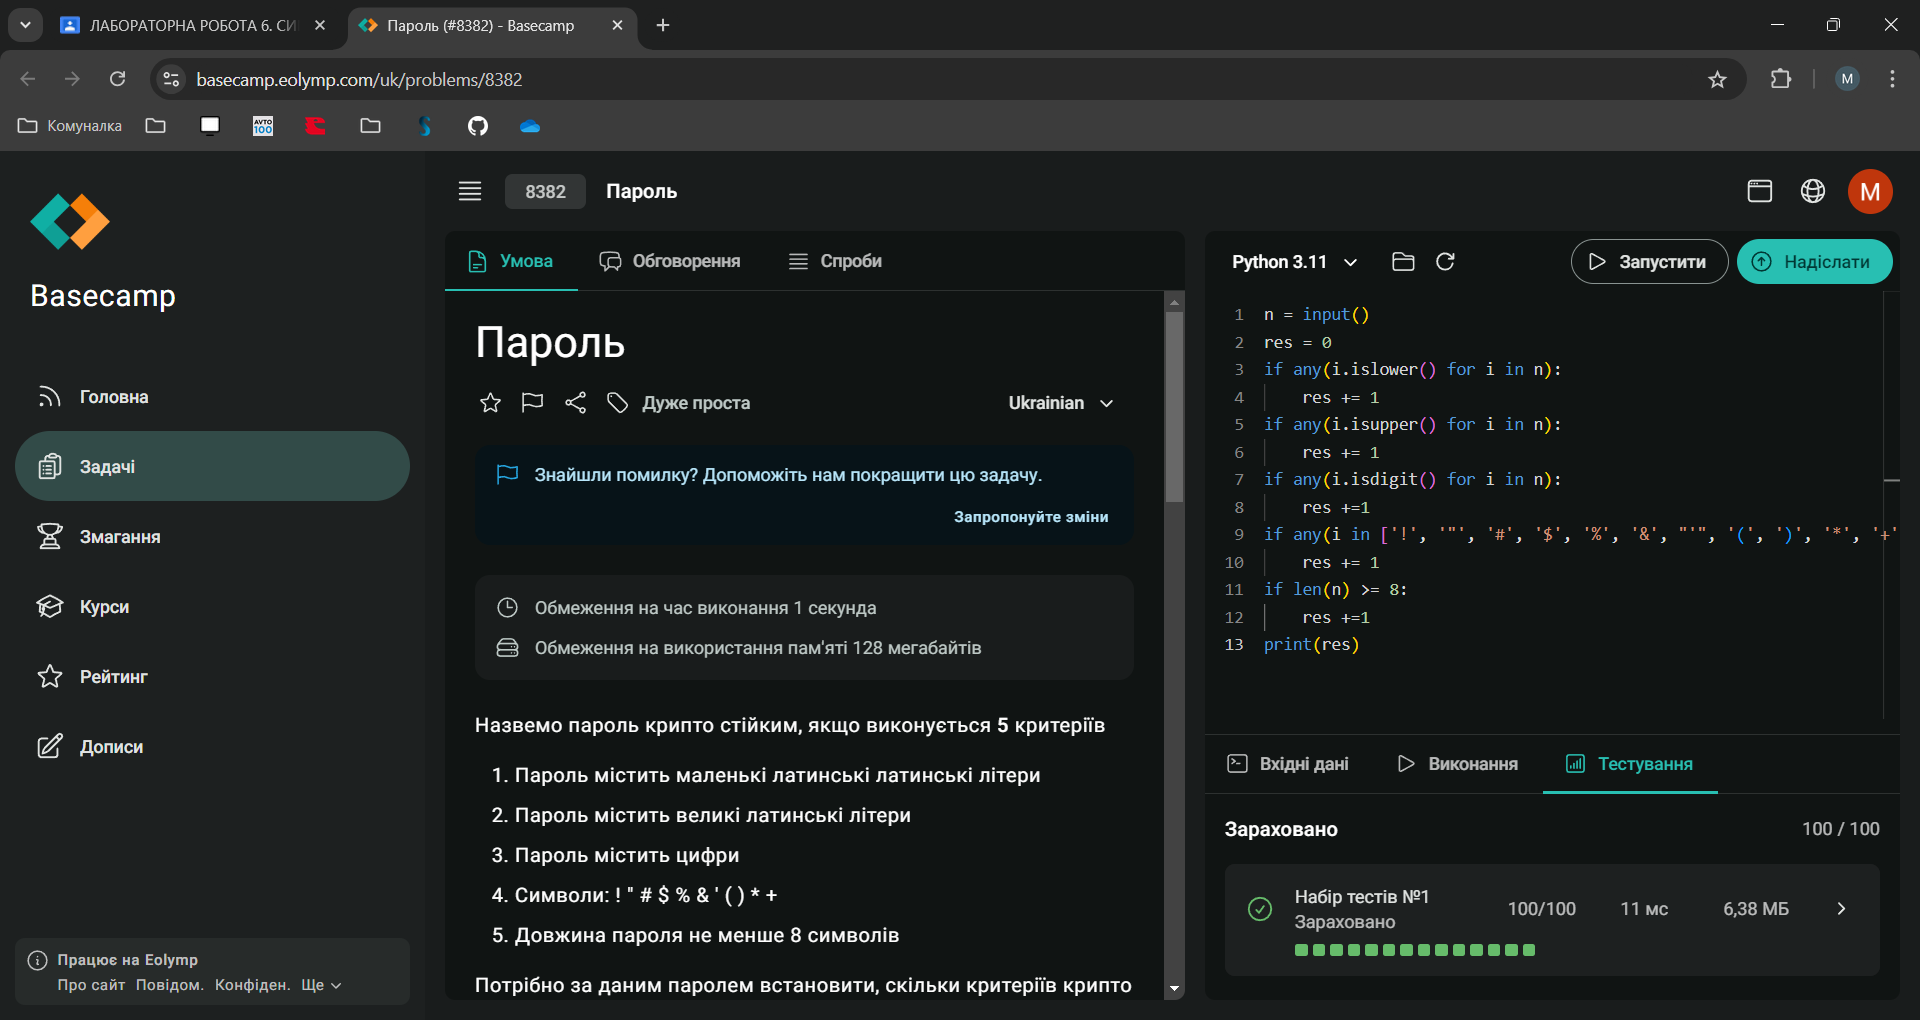 ЛАБОРАТОРНА РОБОТА 6. СИ
Пароль (#8382) - Basecamp
basecamp.eolymp.com/uk/problems/8382
M
Комуналка
AVTO
100
Basecamp
Головна
Задачі
Змагання
Курси
Рейтинг
Дописи
Працює на Eolymp
Про сайт Повідом. Конфіден. Ще
8382 Пароль
M
Умова Обговорення Спроби
Пароль
Дуже проста
Ukrainian
Знайшли помилку? Допоможіть нам покращити цю задачу.
Запропонуйте зміни
Обмеження на час виконання 1 секунда
Обмеження на використання пам'яті 128 мегабайтів
Назвемо пароль крипто стійким, якщо виконується 5 критеріїв
1. Пароль містить маленькі латинські латинські літери
2. Пароль містить великі латинські літери
3. Пароль містить цифри
4. Символи: ! " # $ % & ' ( ) * +
5. Довжина пароля не менше 8 символів
Потрібно за даним паролем встановити, скільки критеріїв крипто
Python 3.11
Запустити
Надіслати
1 n = input()
2 res = 0
3 if any(i.islower() for i in n):
4 res += 1
5 if any(i.isupper() for i in n):
6 res += 1
7 if any(i.isdigit() for i in n):
8 res +=1
9 if any(i in ['!', '"', '#', '$', '%', '&', "'", '(', ')', '*', '+'
10 res += 1
11 if len(n) >= 8:
12 res +=1
13 print(res)
Вхідні дані Виконання Тестування
Зараховано 100 / 100
Набір тестів №1 100/100 11 мс 6,38 МБ
Зараховано